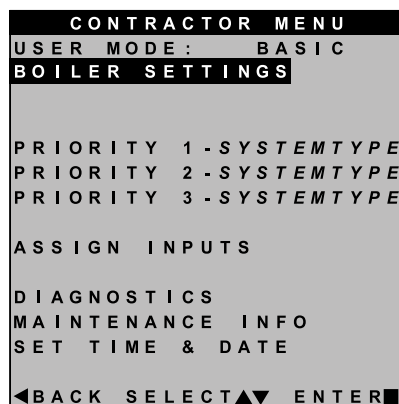 CONTRACTOR MENU
USER MODE: BASIC
BOILER SETTINGS
PRIORITY 1-SYSTEMTYPE
PRIORITY 2-SYSTEMTYPE
PRIORITY 3-SYSTEMTYPE
ASSIGN INPUTS
DIAGNOSTICS
MAINTENANCE INFO
SET TIME & DATE
◀BACK SELECT▲▼ ENTER■